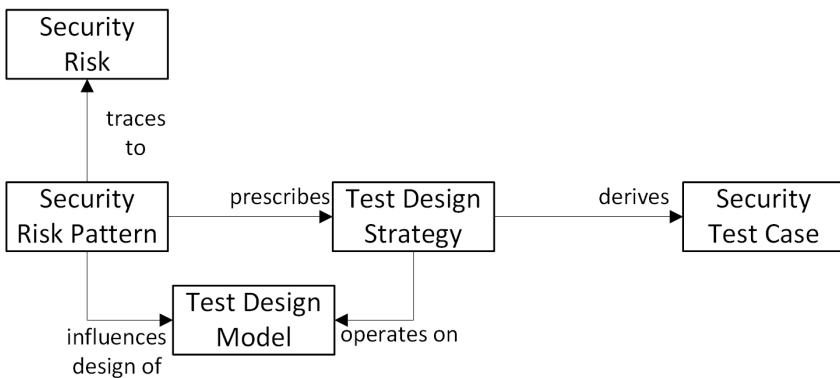 Security
Risk
traces
to
Security
Risk Pattern
prescribes
Test Design
Strategy
derives
Security
Test Case
influences
design of
Test Design
Model
operates on